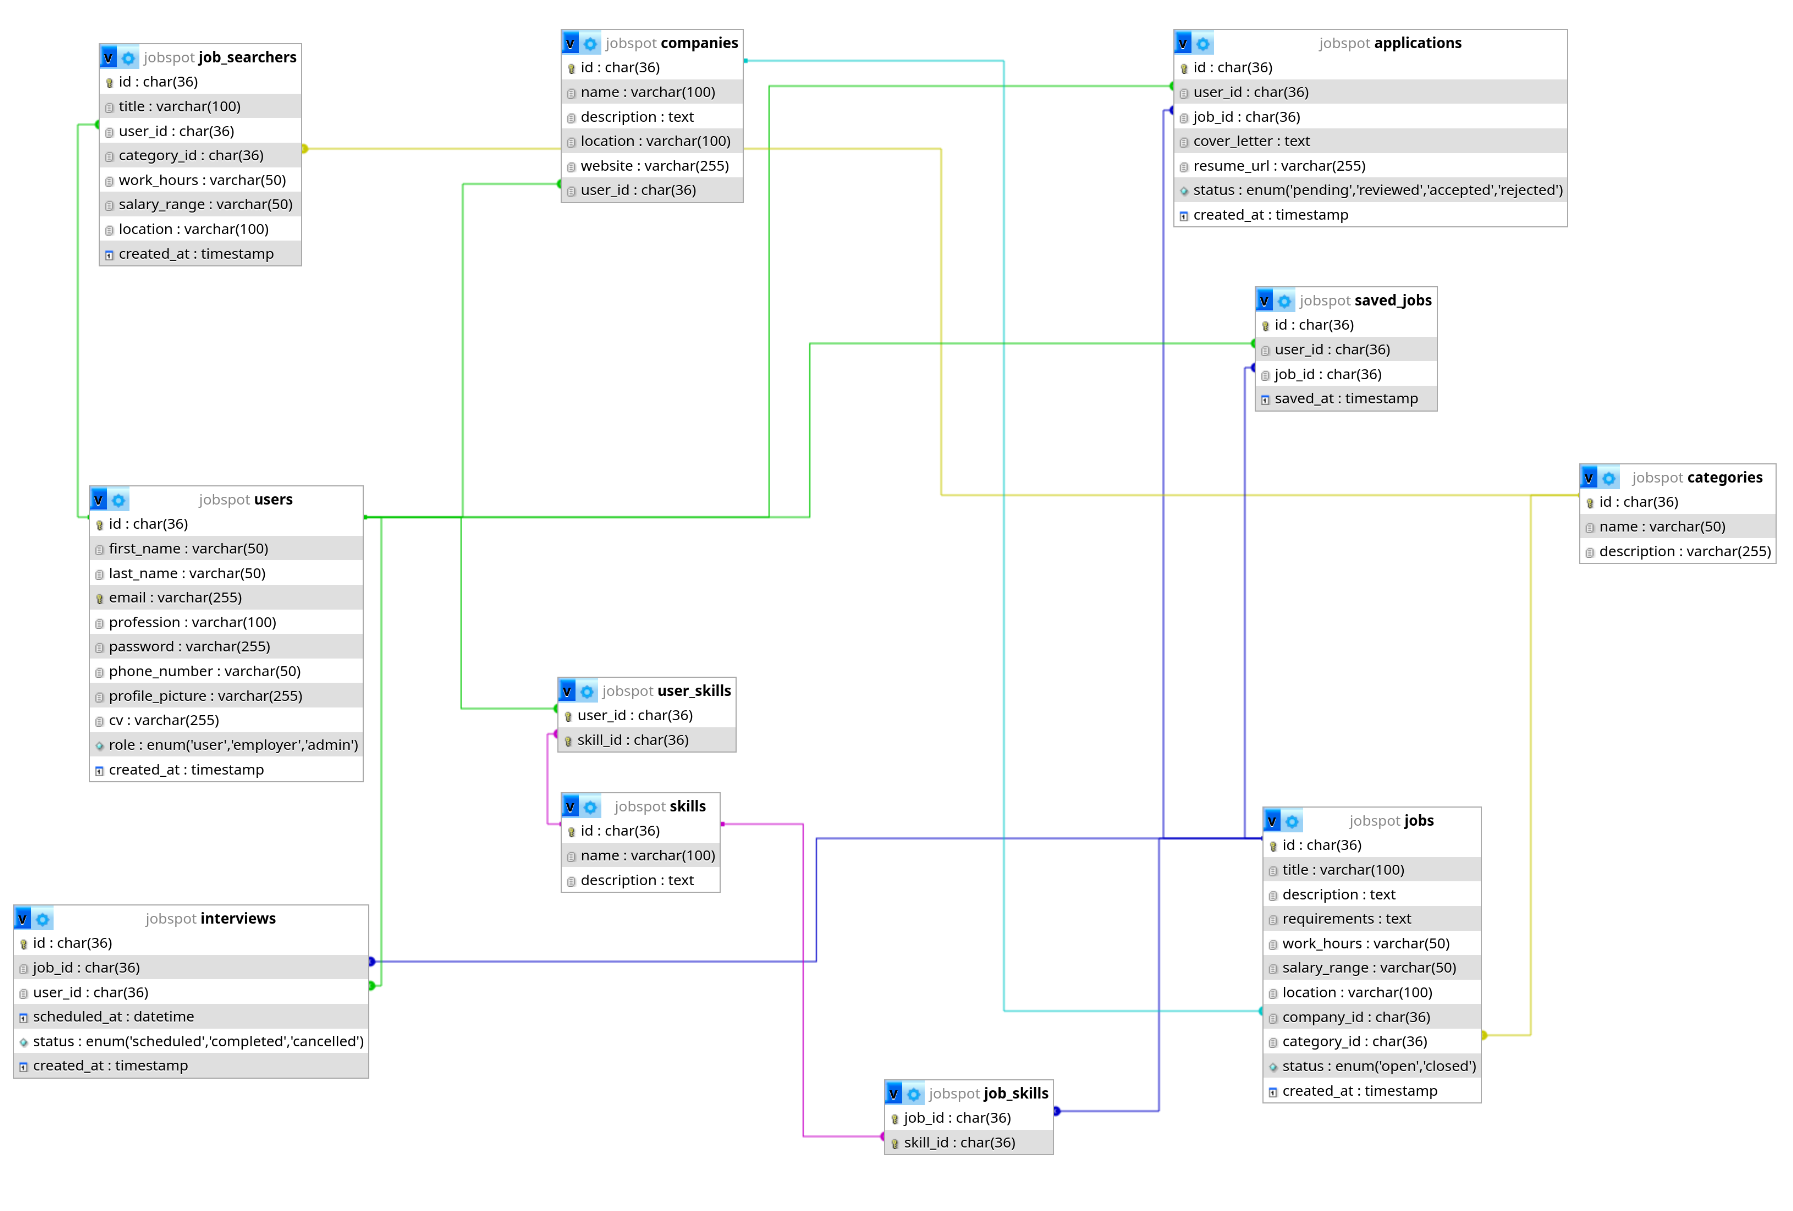 v jobspot job_searchers
id : char(36)
title : varchar(100)
user_id : char(36)
category_id : char(36)
work_hours : varchar(50)
salary_range : varchar(50)
location : varchar(100)
created_at : timestamp
v jobspot companies
id : char(36)
name : varchar(100)
description : text
location : varchar(100)
website : varchar(255)
user_id : char(36)
v jobspot applications
id : char(36)
user_id : char(36)
job_id : char(36)
cover_letter : text
resume_url : varchar(255)
status : enum('pending','reviewed','accepted','rejected')
created_at : timestamp
v jobspot saved_jobs
id : char(36)
user_id : char(36)
job_id : char(36)
saved_at : timestamp
v jobspot categories
id : char(36)
name : varchar(50)
description : varchar(255)
v jobspot users
id : char(36)
first_name : varchar(50)
last_name : varchar(50)
email : varchar(255)
profession : varchar(100)
password : varchar(255)
phone_number : varchar(50)
profile_picture : varchar(255)
cv : varchar(255)
role : enum('user','employer','admin')
created_at : timestamp
v jobspot user_skills
user_id : char(36)
skill_id : char(36)
v jobspot skills
id : char(36)
name : varchar(100)
description : text
v jobspot jobs
id : char(36)
title : varchar(100)
description : text
requirements : text
work_hours : varchar(50)
salary_range : varchar(50)
location : varchar(100)
company_id : char(36)
category_id : char(36)
status : enum('open','closed')
created_at : timestamp
v jobspot interviews
id : char(36)
job_id : char(36)
user_id : char(36)
scheduled_at : datetime
status : enum('scheduled','completed','cancelled')
created_at : timestamp
v jobspot job_skills
job_id : char(36)
skill_id : char(36)